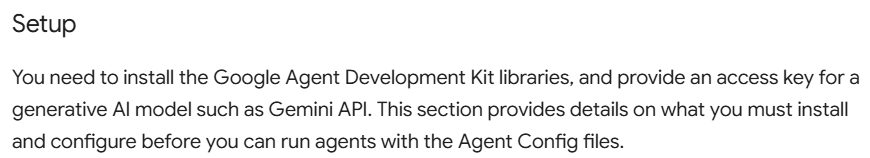 Setup
You need to install the Google Agent Development Kit libraries, and provide an access key for a
generative AI model such as Gemini API. This section provides details on what you must install
and configure before you can run agents with the Agent Config files.